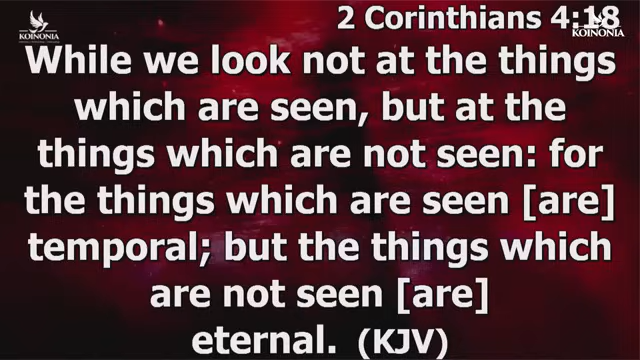 2 Corinthians 4:18
KOINONIA
KOINONIA
While we look not at the things
which are seen, but at the
things which are not seen: for
the things which are seen [are]
temporal; but the things which
are not seen [are]
eternal. (KJV)